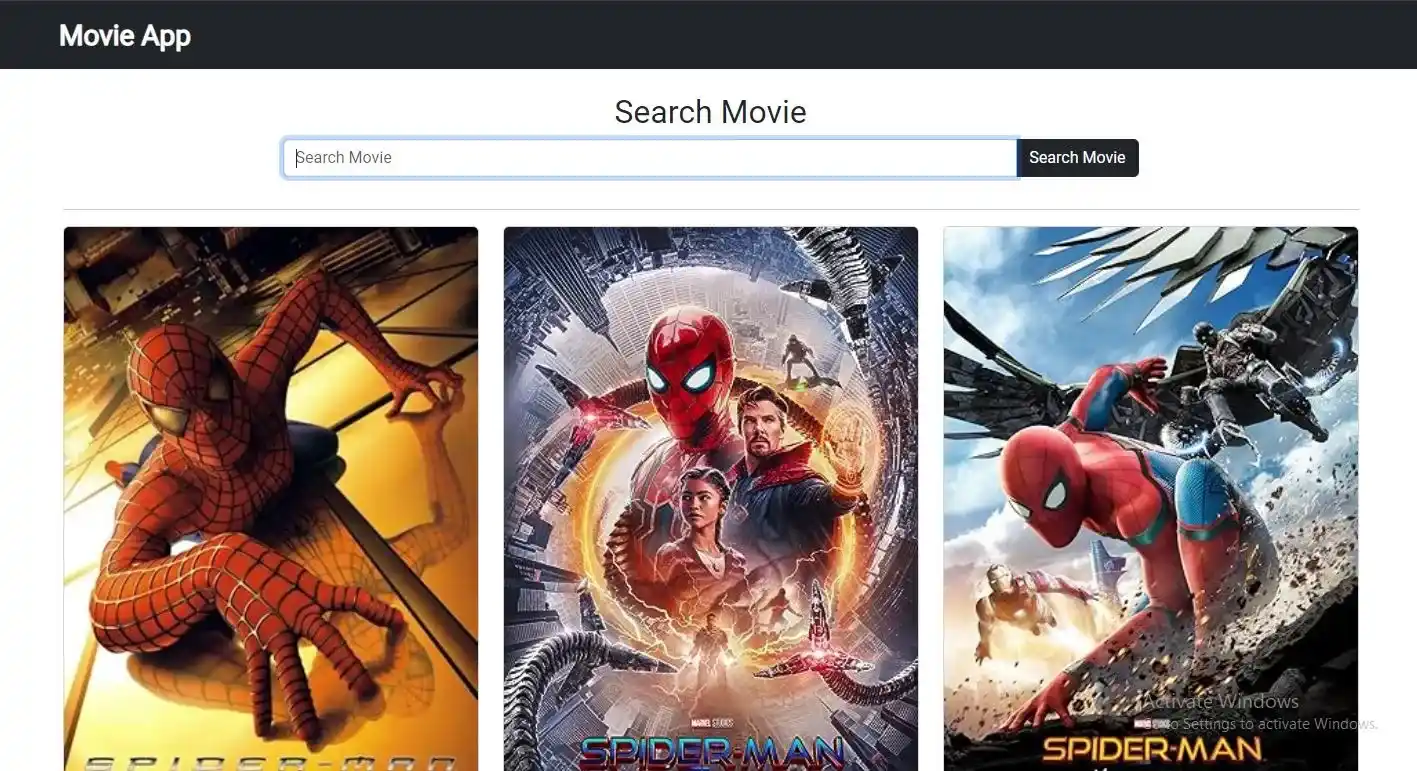 Movie App
Search Movie
Search Movie
Search Movie
MARVEL STUDIOS
Activate Windows
to Settings to activate Windows.
SPIDER-MAN
SPIDER-MAN
SPIDER-MAN